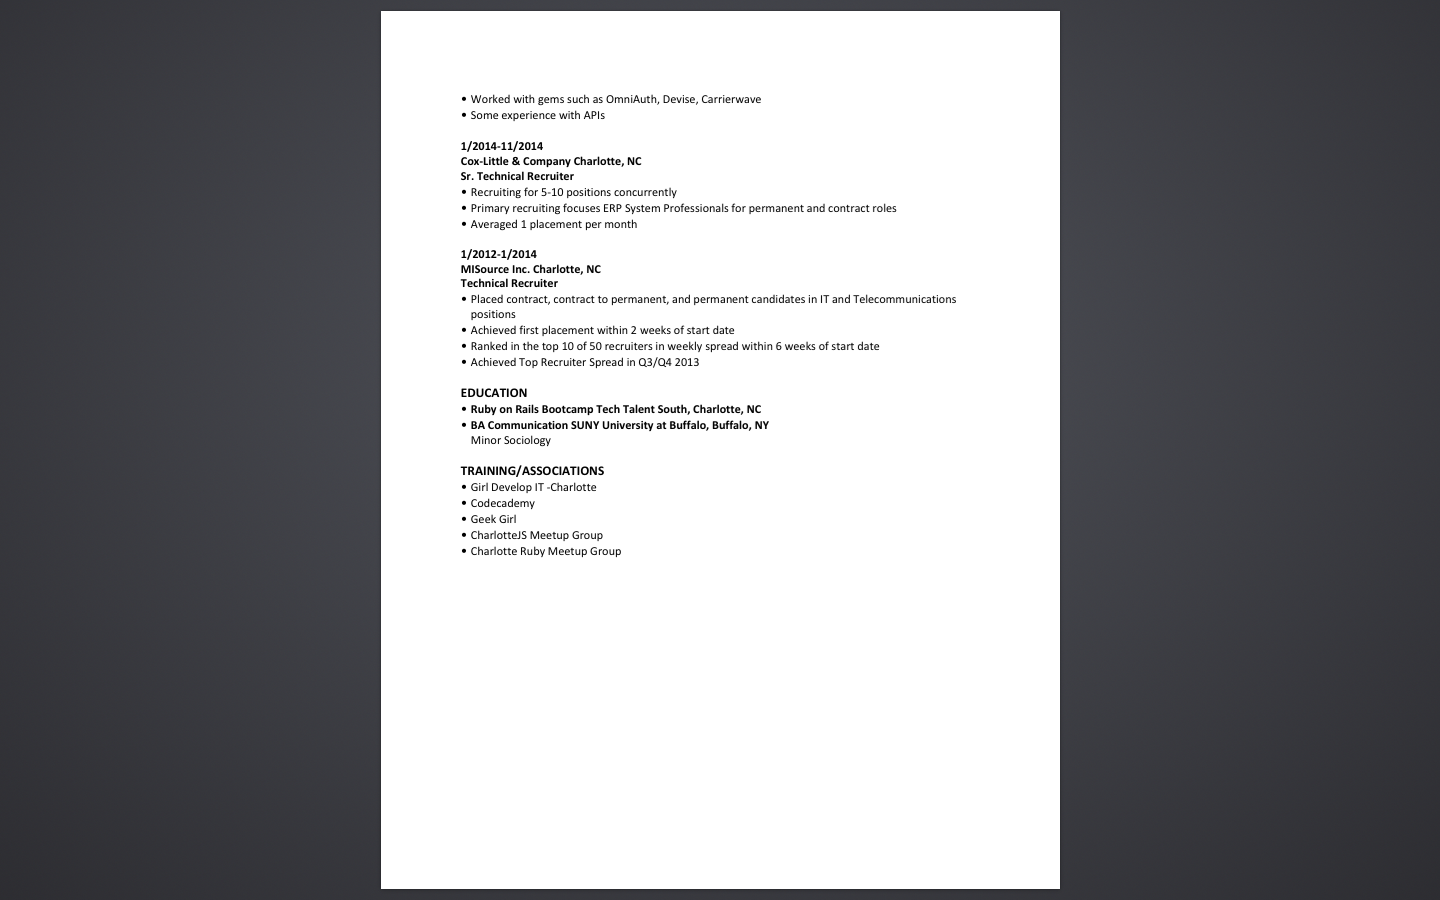 • Worked with gems such as OmniAuth, Devise, Carrierwave
• Some experience with APIs
1/2014-11/2014
Cox-Little & Company Charlotte, NC
Sr. Technical Recruiter
• Recruiting for 5-10 positions concurrently
• Primary recruiting focuses ERP System Professionals for permanent and contract roles
• Averaged 1 placement per month
1/2012-1/2014
MISource Inc. Charlotte, NC
Technical Recruiter
• Placed contract, contract to permanent, and permanent candidates in IT and Telecommunications
positions
• Achieved first placement within 2 weeks of start date
• Ranked in the top 10 of 50 recruiters in weekly spread within 6 weeks of start date
• Achieved Top Recruiter Spread in Q3/Q4 2013
EDUCATION
• Ruby on Rails Bootcamp Tech Talent South, Charlotte, NC
• BA Communication SUNY University at Buffalo, Buffalo, NY
Minor Sociology
TRAINING/ASSOCIATIONS
• Girl Develop IT -Charlotte
• Codecademy
• Geek Girl
• CharlotteJS Meetup Group
• Charlotte Ruby Meetup Group